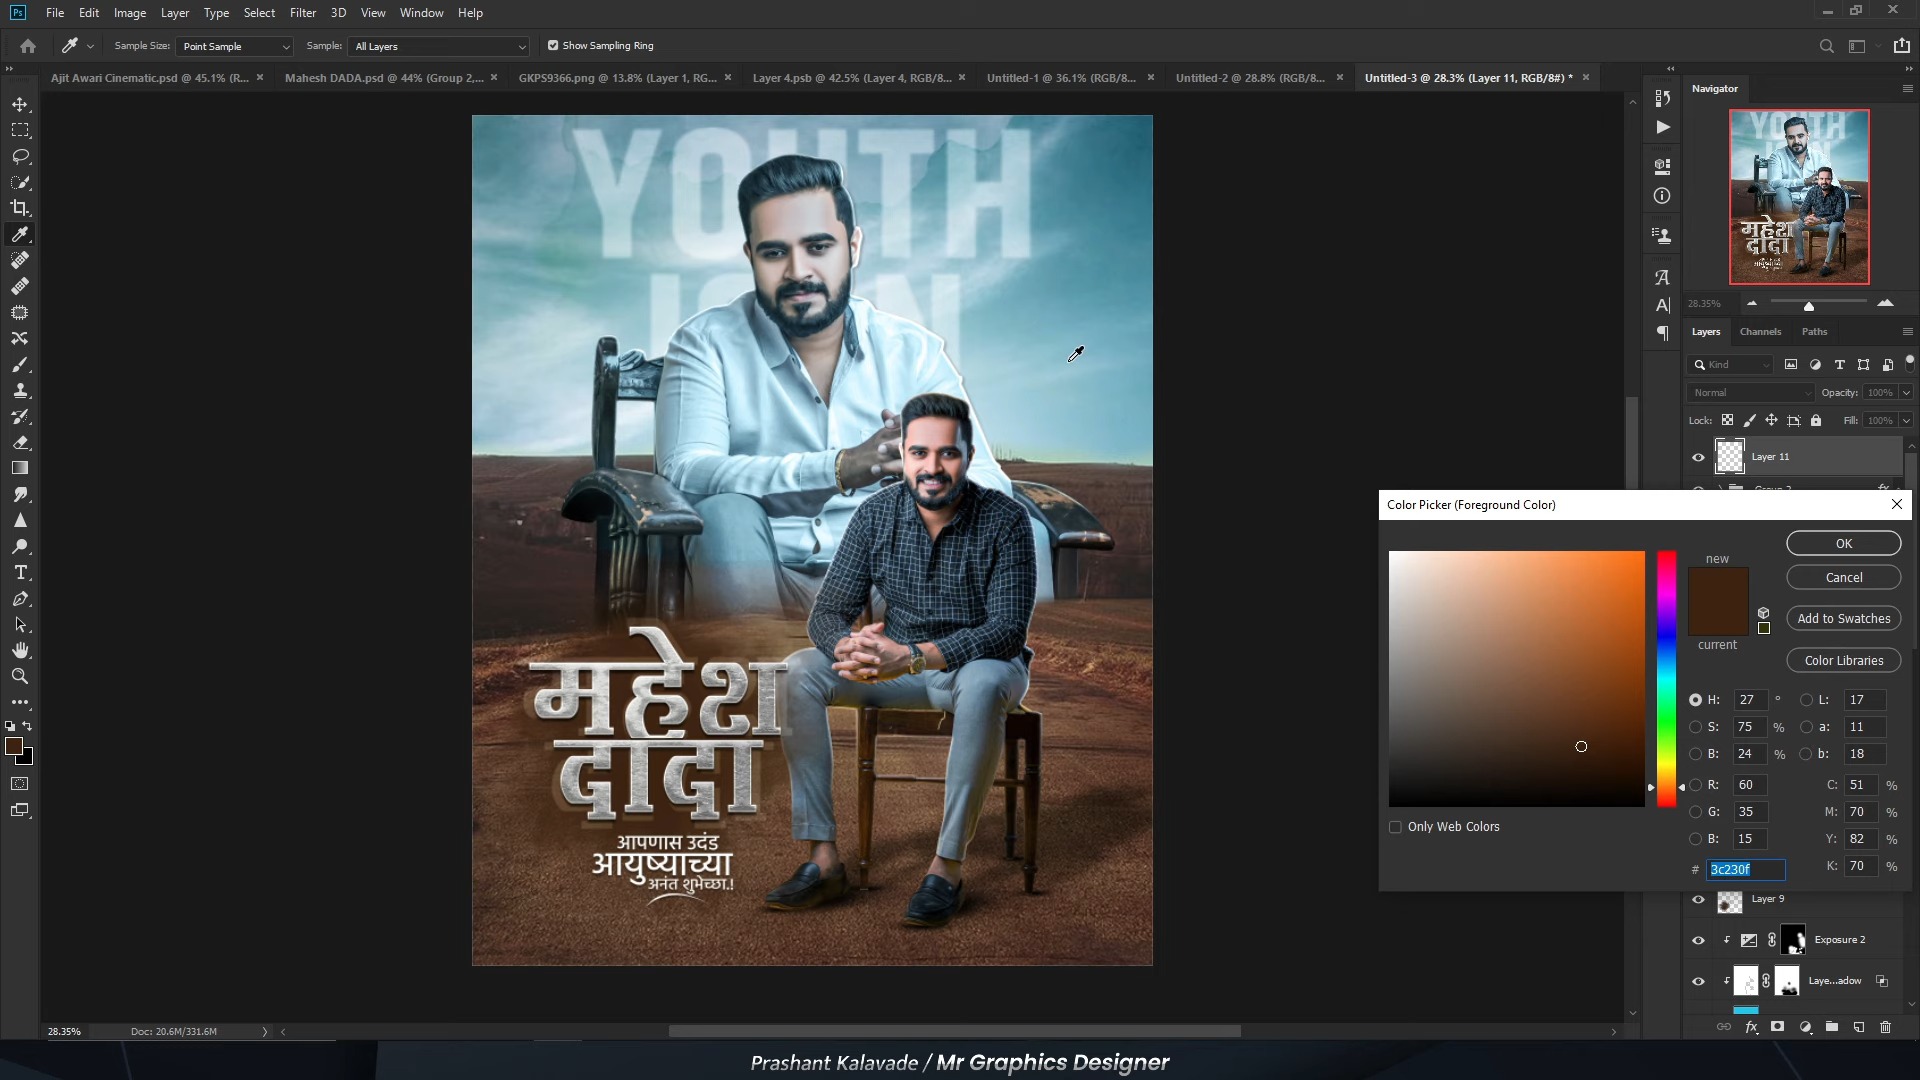 Ps File Edit Image Layer Type Select Filter 3D View Window Help
Sample Size: Point Sample Sample: All Layers Show Sampling Ring
Ajit Awari Cinematic.psd @ 45.1% (R... × Mahesh DADA.psd @ 44% (Group 2,... × GKPS9366.png @ 13.8% (Layer 1, RG... × Layer 4.psb @ 42.5% (Layer 4, RGB/8... × Untitled-1 @ 36.1% (RGB/8... × Untitled-2 @ 28.8% (RGB/8... × Untitled-3 @ 28.3% (Layer 11, RGB/8#) * ×
Navigator
YOUTH
महेश
दादा
आपणास उदंड
आयुष्याच्या
अनंत शुभेच्छा.!
28.35%
Layers Channels Paths
Kind
Normal Opacity: 100%
Lock: Fill: 100%
Layer 11
Color Picker (Foreground Color)
new
current
OK
Cancel
Add to Swatches
Color Libraries
H: 27 ° L: 17
S: 75 % a: 11
B: 24 % b: 18
R: 60 C: 51 %
G: 35 M: 70 %
B: 15 Y: 82 %
# 3c230f K: 70 %
Only Web Colors
Layer 9
Exposure 2
Laye...adow
28.35% Doc: 20.6M/331.6M
Prashant Kalavade / Mr Graphics Designer